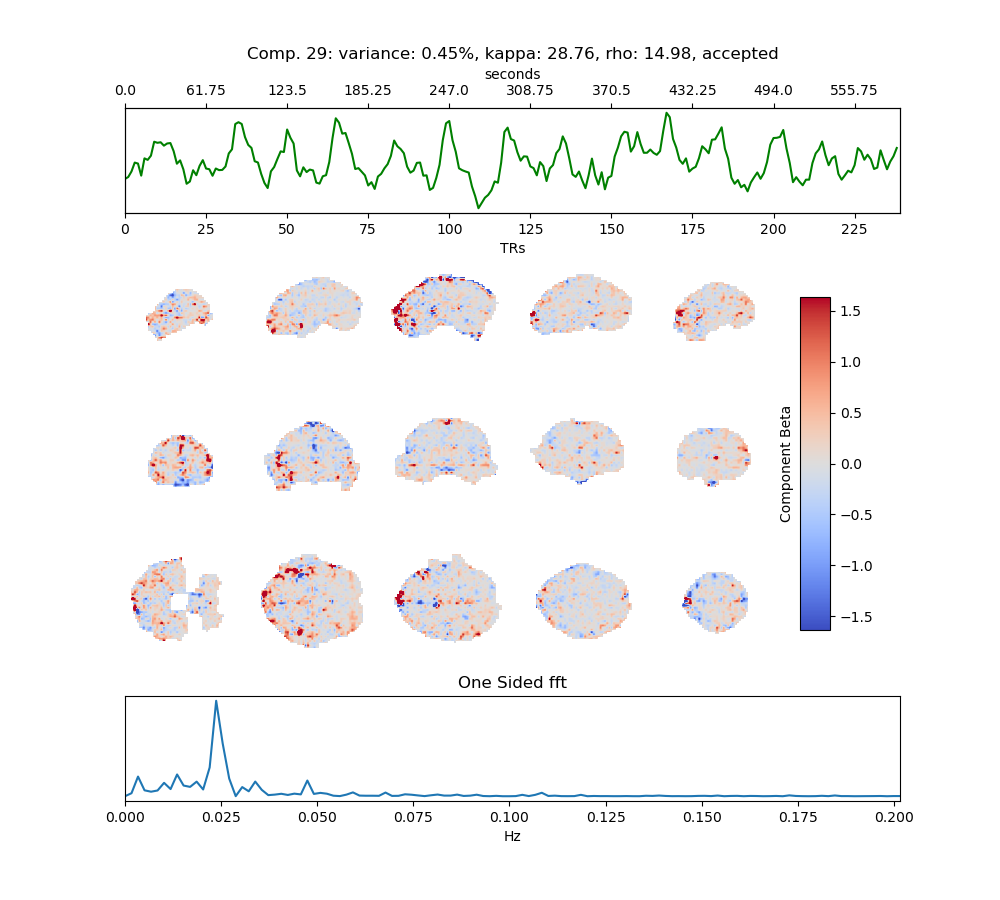 Comp. 29: variance: 0.45%, kappa: 28.76, rho: 14.98, accepted
seconds
0.0 61.75 123.5 185.25 247.0 308.75 370.5 432.25 494.0 555.75
0 25 50 75 100 125 150 175 200 225
TRs
1.5
1.0
0.5
0.0
−0.5
−1.0
−1.5
Component Beta
One Sided fft
0.000 0.025 0.050 0.075 0.100 0.125 0.150 0.175 0.200
Hz